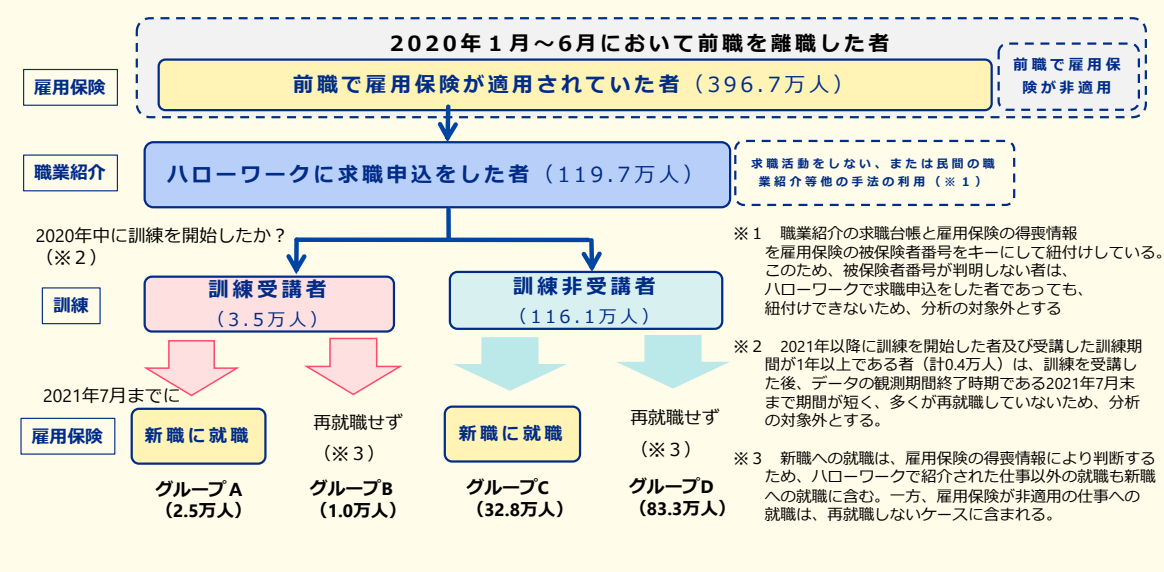 2020年１月～6月において前職を離職した者
雇用保険
前職で雇用保険が適用されていた者（396.7万人）
前職で雇用保
険が非適用
職業紹介
ハローワークに求職申込をした者（119.7万人）
求職活動をしない、または民間の職
業紹介等他の手法の利用（※１）
2020年中に訓練を開始したか？
（※２）
訓練
訓練受講者
（3.5万人）
訓練非受講者
（116.1万人）
2021年7月までに
雇用保険
新職に就職
再就職せず
（※３）
新職に就職
再就職せず
（※３）
グループA
（2.5万人）
グループB
（1.0万人）
グループC
（32.8万人）
グループD
（83.3万人）
※１　職業紹介の求職台帳と雇用保険の得喪情報
を雇用保険の被保険者番号をキーにして紐付けしている。
このため、被保険者番号が判明しない者は、
ハローワークで求職申込をした者であっても、
紐付けできないため、分析の対象外とする
※２　2021年以降に訓練を開始した者及び受講した訓練期
間が1年以上である者（計0.4万人）は、訓練を受講し
た後、データの観測期間終了時期である2021年7月末
まで期間が短く、多くが再就職していないため、分析
の対象外とする。
※３　新職への就職は、雇用保険の得喪情報により判断する
ため、ハローワークで紹介された仕事以外の就職も新職
への就職に含む。一方、雇用保険が非適用の仕事への
就職は、再就職しないケースに含まれる。